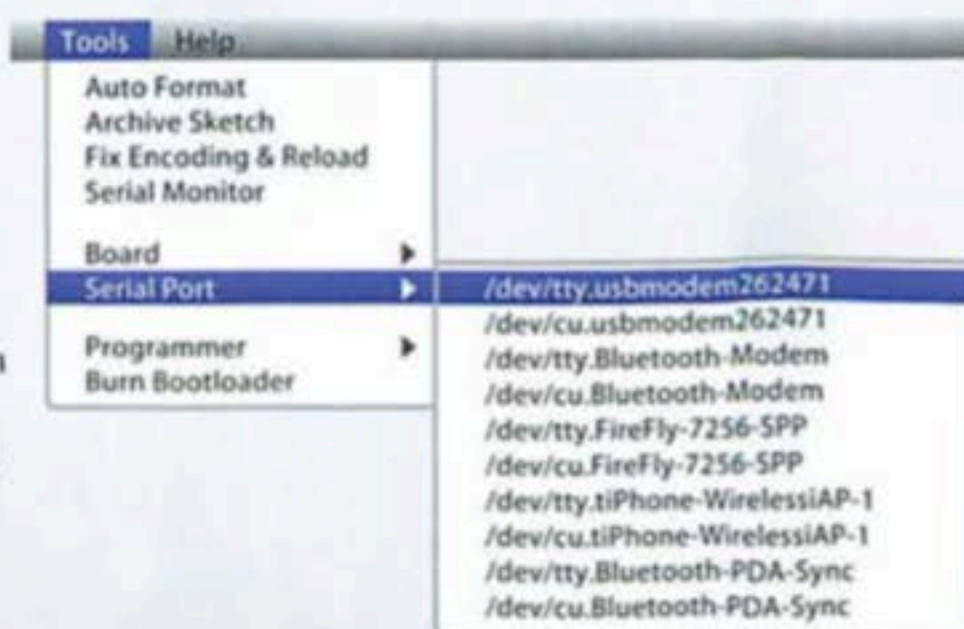 Tools Help
Auto Format
Archive Sketch
Fix Encoding & Reload
Serial Monitor
Board
Serial Port
/dev/tty.usbmodem262471
/dev/cu.usbmodem262471
/dev/tty.Bluetooth-Modem
/dev/cu.Bluetooth-Modem
/dev/tty.FireFly-7256-SPP
/dev/cu.FireFly-7256-SPP
/dev/tty.tiPhone-WirelessiAP-1
/dev/cu.tiPhone-WirelessiAP-1
/dev/tty.Bluetooth-PDA-Sync
/dev/cu.Bluetooth-PDA-Sync
Programmer
Burn Bootloader